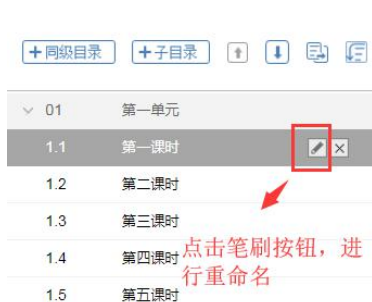 +同级目录 +子目录
01 第一单元
1.1 第一课时
1.2 第二课时
1.3 第三课时
1.4 第四课时
1.5 第五课时
点击笔刷按钮，进
行重命名